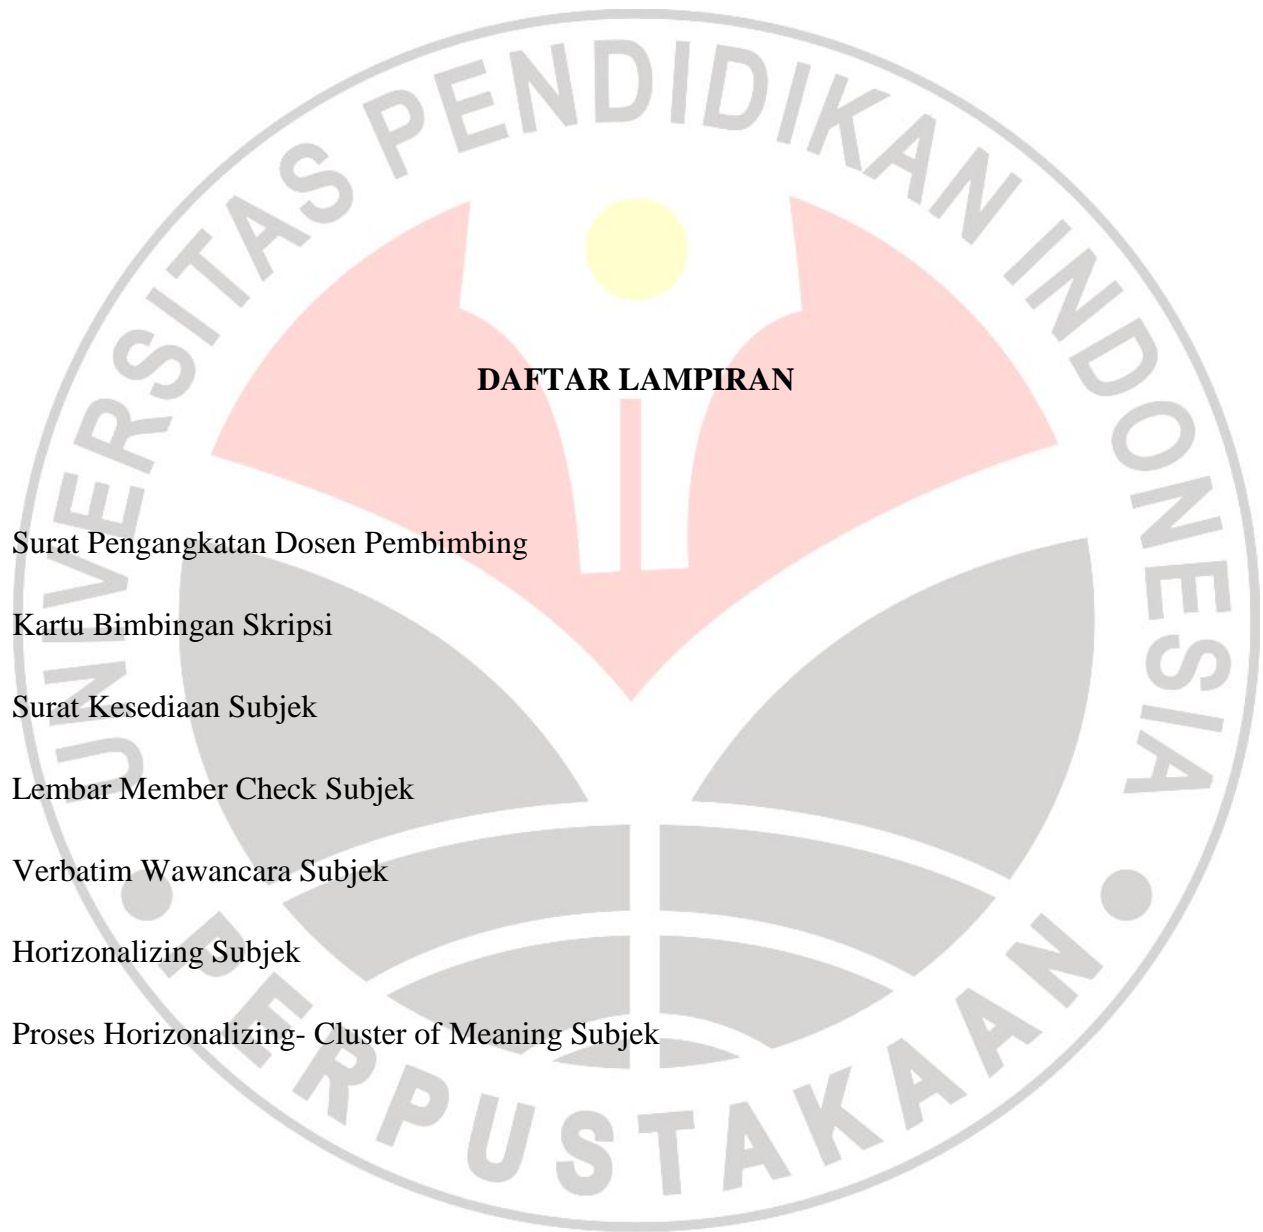 UNIVERSITAS PENDIDIKAN INDONESIA
DAFTAR LAMPIRAN
Surat Pengangkatan Dosen Pembimbing
Kartu Bimbingan Skripsi
Surat Kesediaan Subjek
Lembar Member Check Subjek
Verbatim Wawancara Subjek
Horizonalizing Subjek
Proses Horizonalizing- Cluster of Meaning Subjek
PERPUSTAKAAN